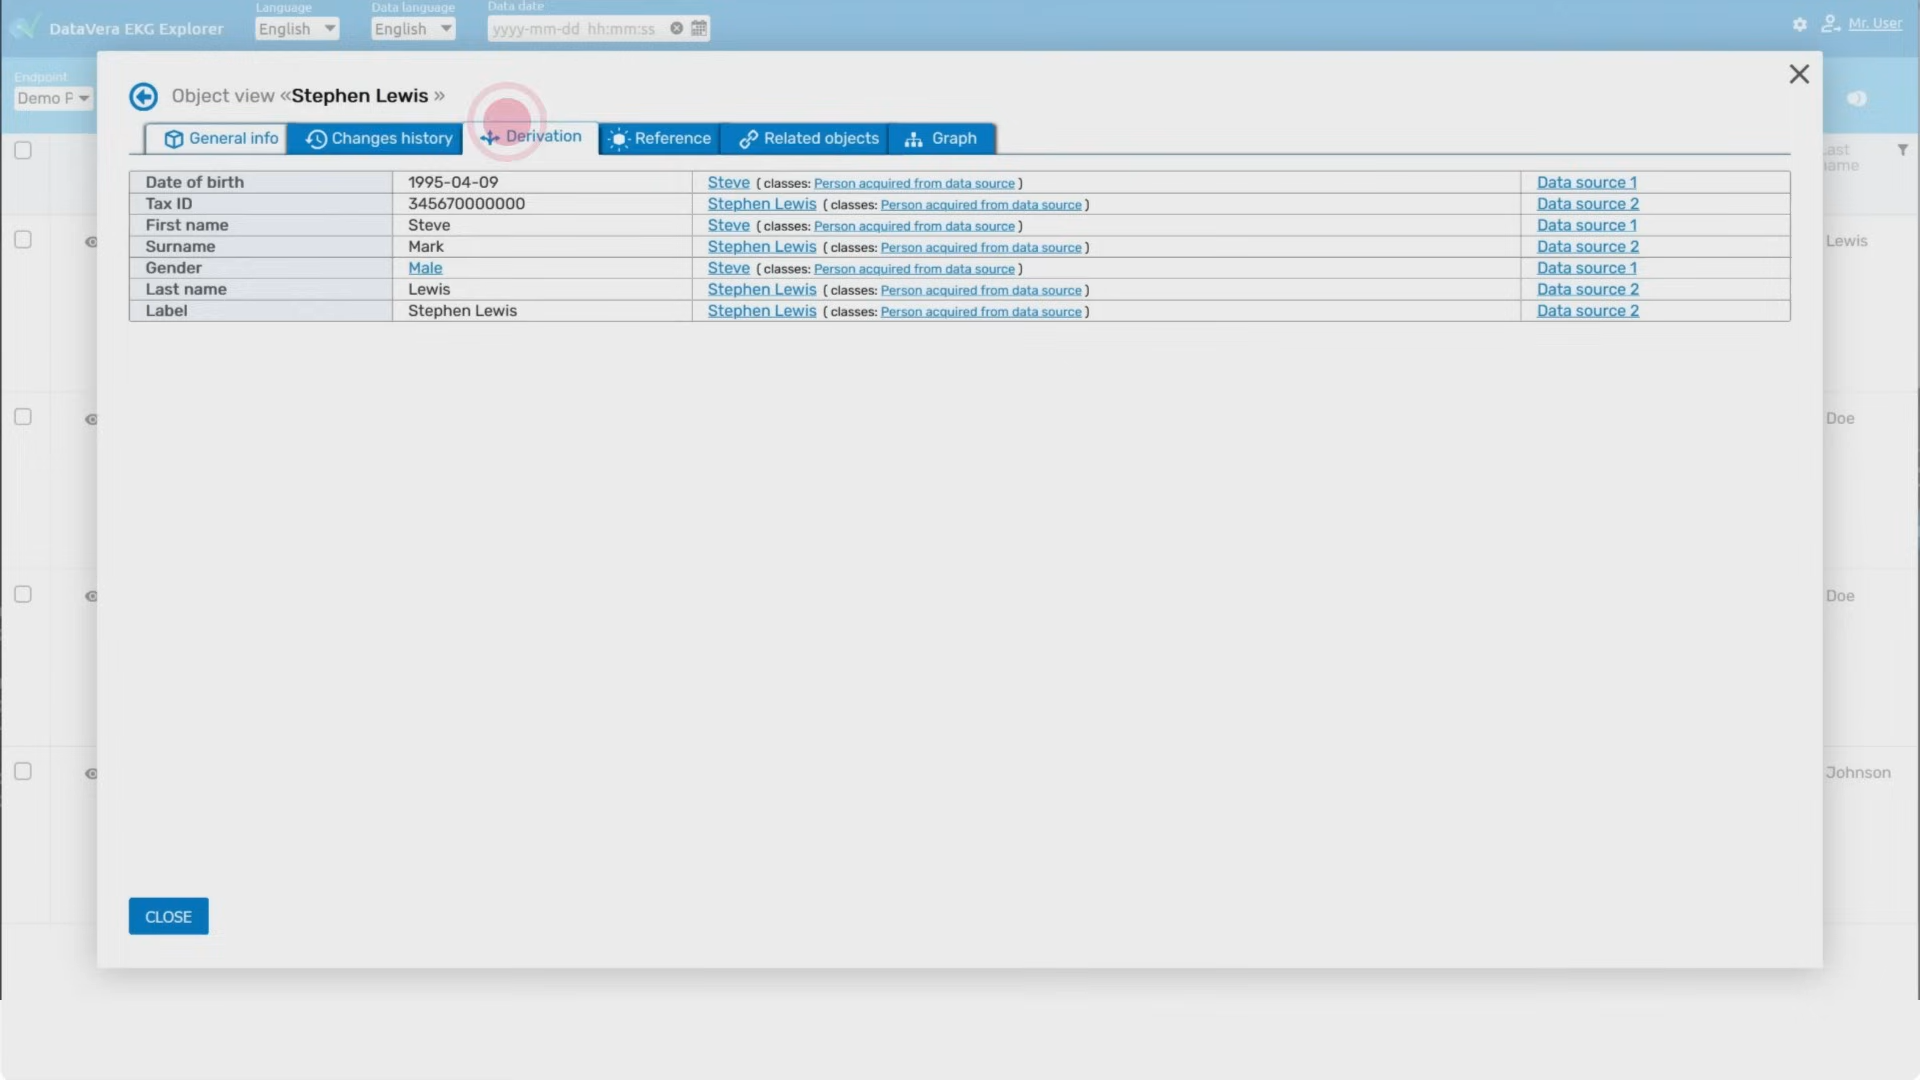 Language
Data language
Data date
DataVera EKG Explorer
English
English
yyyy-mm-dd hh:mm:ss
Mr. User
Endpoint
Demo P
Object view «Stephen Lewis »
General info
Changes history
Derivation
Reference
Related objects
Graph
name
Date of birth 1995-04-09 Steve ( classes: Person acquired from data source ) Data source 1
Tax ID 345670000000 Stephen Lewis ( classes: Person acquired from data source ) Data source 2
First name Steve Steve ( classes: Person acquired from data source ) Data source 1
Surname Mark Stephen Lewis ( classes: Person acquired from data source ) Data source 2
Gender Male Steve ( classes: Person acquired from data source ) Data source 1
Last name Lewis Stephen Lewis ( classes: Person acquired from data source ) Data source 2
Label Stephen Lewis Stephen Lewis ( classes: Person acquired from data source ) Data source 2
Lewis
Doe
Doe
Johnson
CLOSE